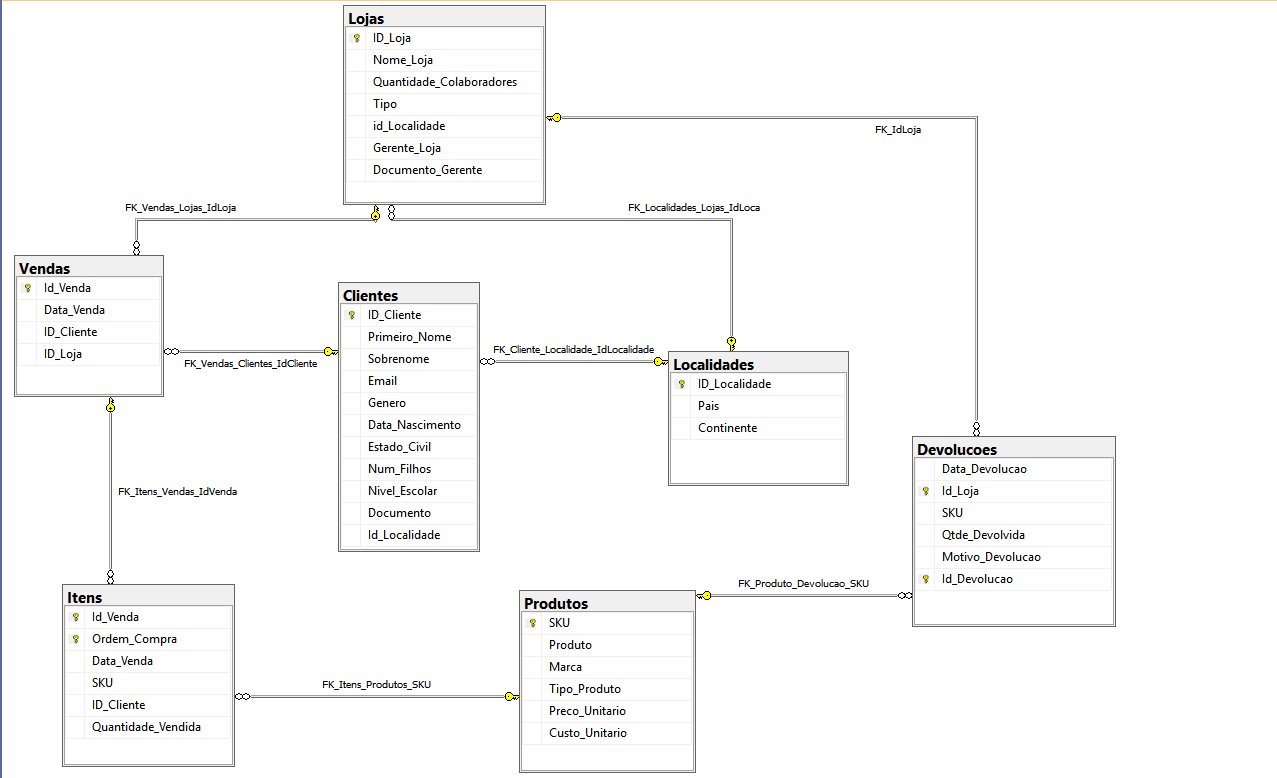 Lojas
ID_Loja
Nome_Loja
Quantidade_Colaboradores
Tipo
id_Localidade
Gerente_Loja
Documento_Gerente
FK_IdLoja
FK_Vendas_Lojas_IdLoja
FK_Localidades_Lojas_IdLoca
Vendas
Id_Venda
Data_Venda
ID_Cliente
ID_Loja
FK_Vendas_Clientes_IdCliente
Clientes
ID_Cliente
Primeiro_Nome
Sobrenome
Email
Genero
Data_Nascimento
Estado_Civil
Num_Filhos
Nivel_Escolar
Documento
Id_Localidade
FK_Cliente_Localidade_IdLocalidade
Localidades
ID_Localidade
Pais
Continente
Devolucoes
Data_Devolucao
Id_Loja
SKU
Qtde_Devolvida
Motivo_Devolucao
Id_Devolucao
FK_Itens_Vendas_IdVenda
FK_Produto_Devolucao_SKU
Itens
Id_Venda
Ordem_Compra
Data_Venda
SKU
ID_Cliente
Quantidade_Vendida
FK_Itens_Produtos_SKU
Produtos
SKU
Produto
Marca
Tipo_Produto
Preco_Unitario
Custo_Unitario